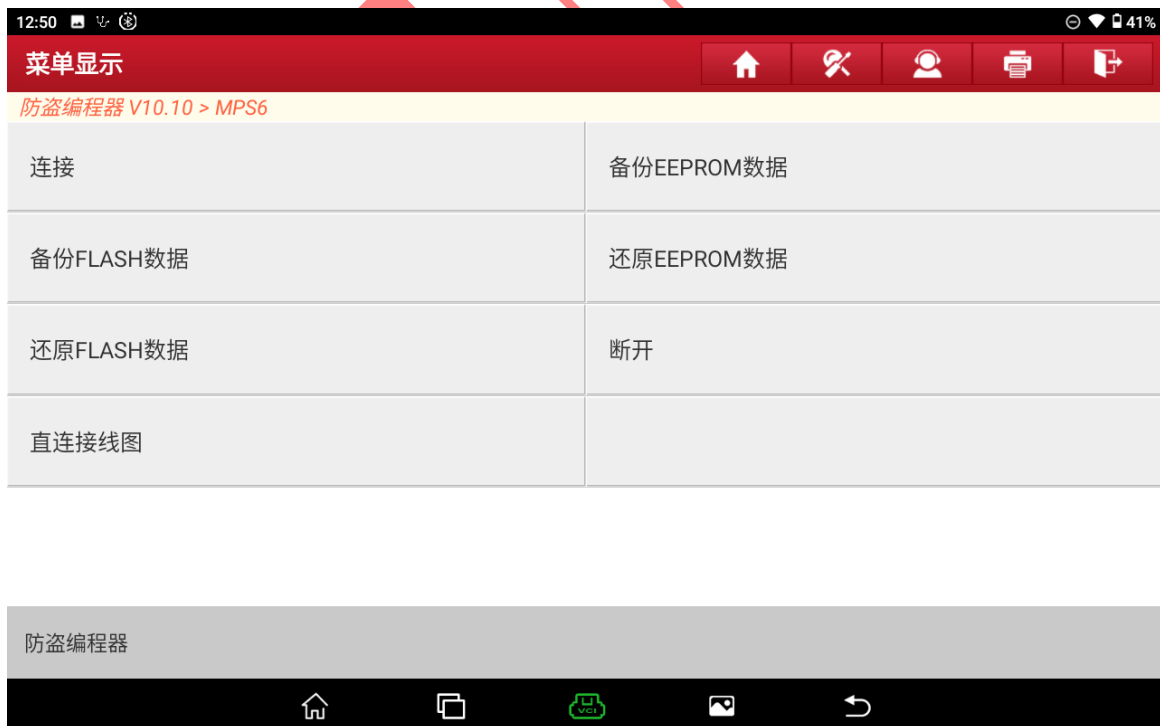 12:50 41%
菜单显示
防盗编程器 V10.10 > MPS6
连接 备份EEPROM数据
备份FLASH数据 还原EEPROM数据
还原FLASH数据 断开
直连接线图
防盗编程器
VCI